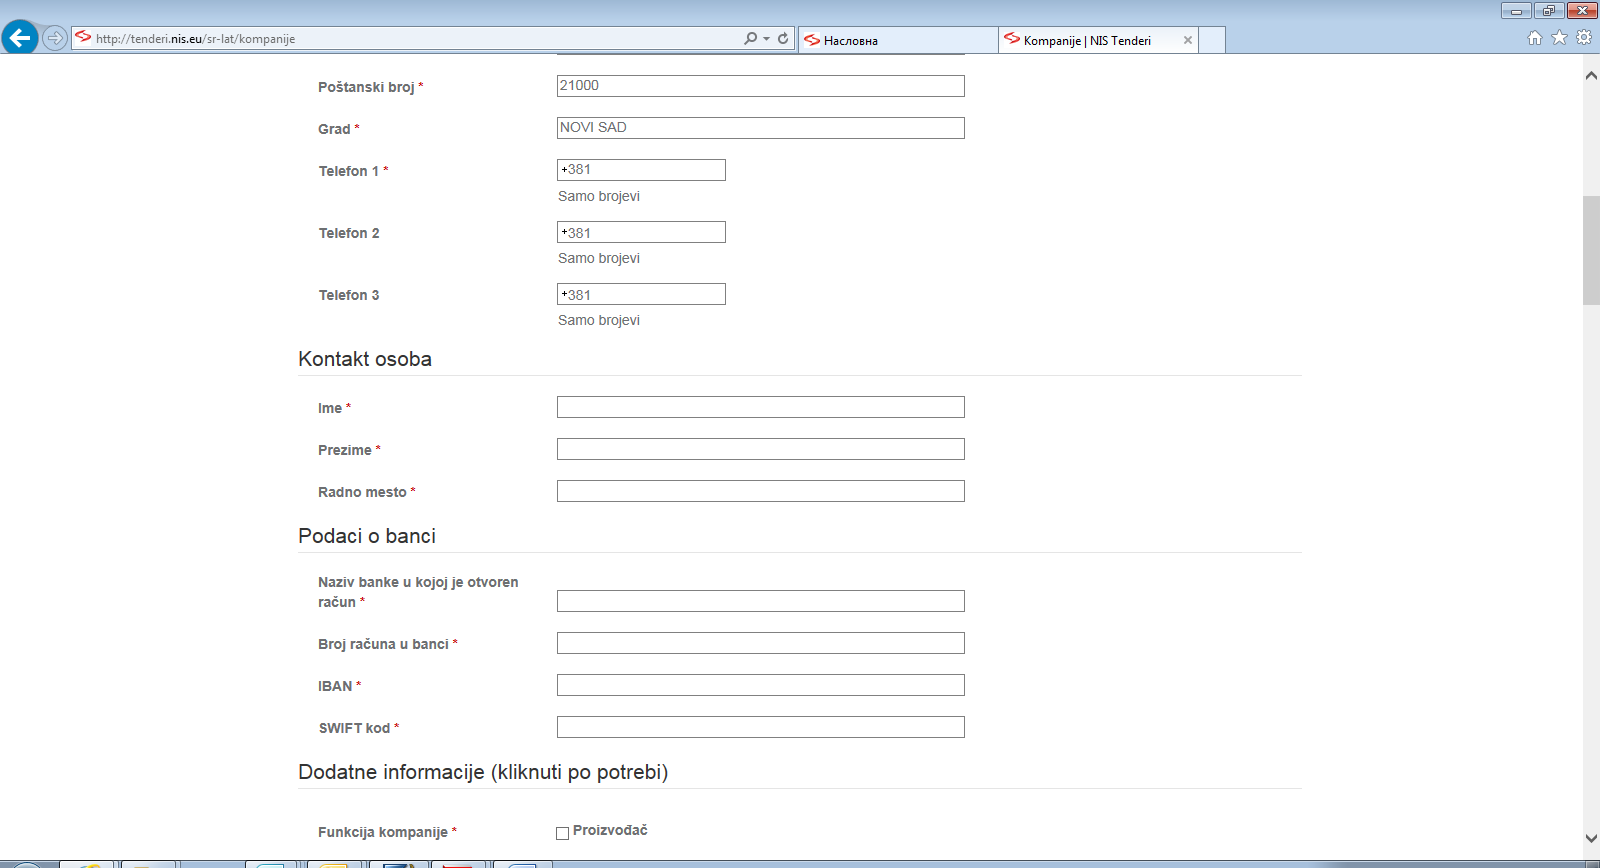 http://tenderi.nis.eu/sr-lat/kompanije
Насловна
Kompanije | NIS Tenderi
Poštanski broj *
21000
Grad *
NOVI SAD
Telefon 1 *
+381
Samo brojevi
Telefon 2
+381
Samo brojevi
Telefon 3
+381
Samo brojevi
Kontakt osoba
Ime *
Prezime *
Radno mesto *
Podaci o banci
Naziv banke u kojoj je otvoren
račun *
Broj računa u banci *
IBAN *
SWIFT kod *
Dodatne informacije (kliknuti po potrebi)
Funkcija kompanije *
Proizvođač